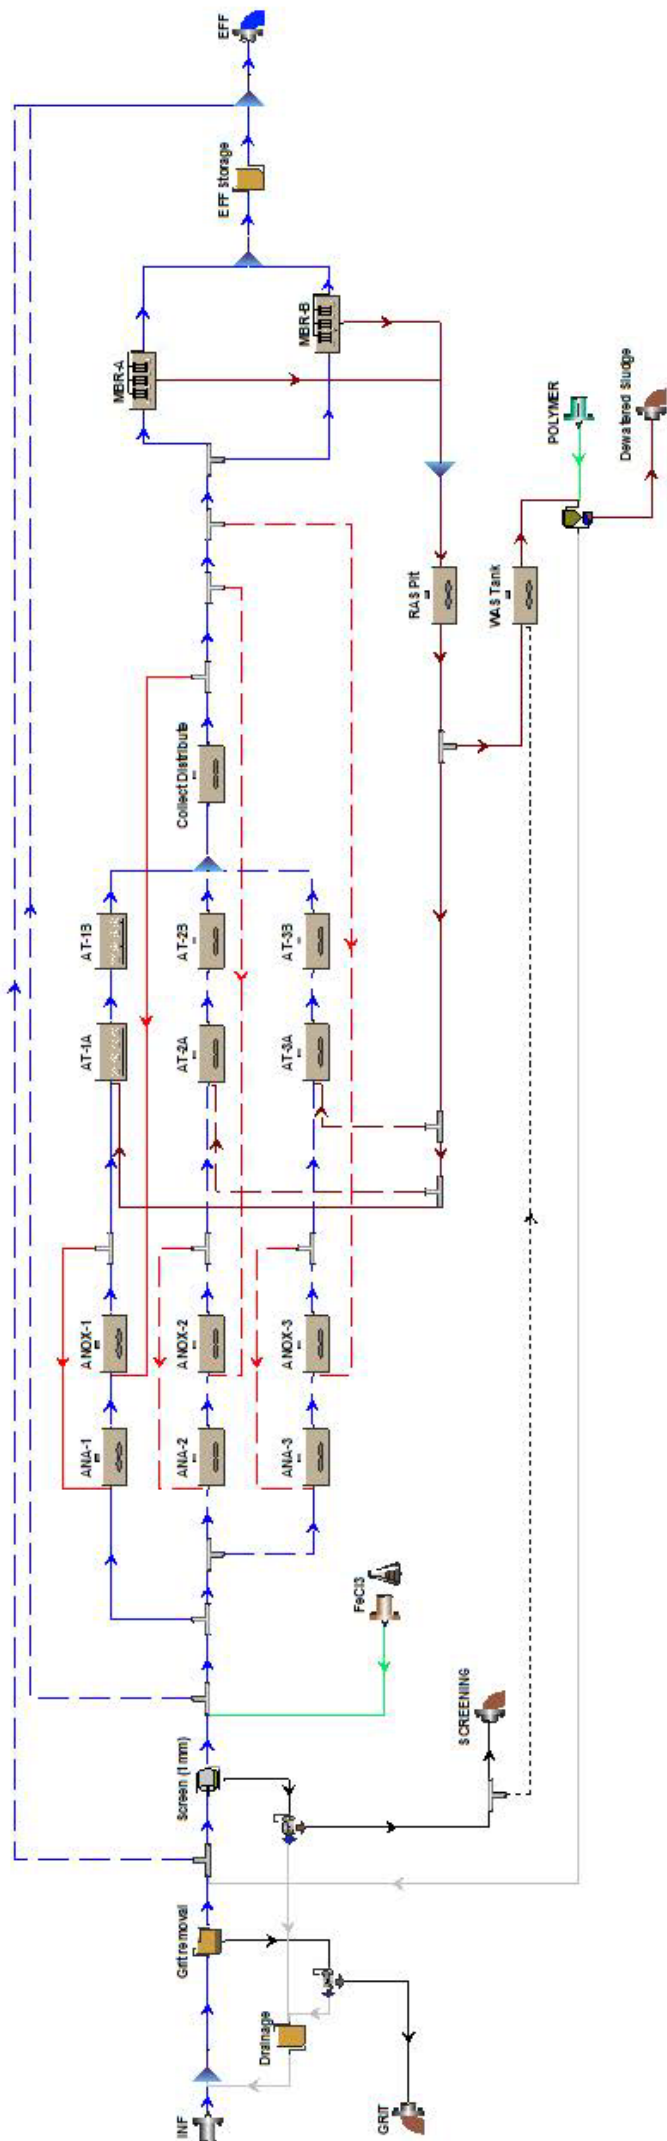 INF
Grit removal
Screen (1mm)
Drainage
GRIT
SCREENING
FeCl3
ANA-1
ANOX-1
AT-1A
AT-1B
ANA-2
ANOX-2
AT-2A
AT-2B
ANA-3
ANOX-3
AT-3A
AT-3B
Collect Distribute
MBR-A
MBR-B
EFF Storage
EFF
RAS Pit
WAS Tank
POLYMER
Dewatered Sludge